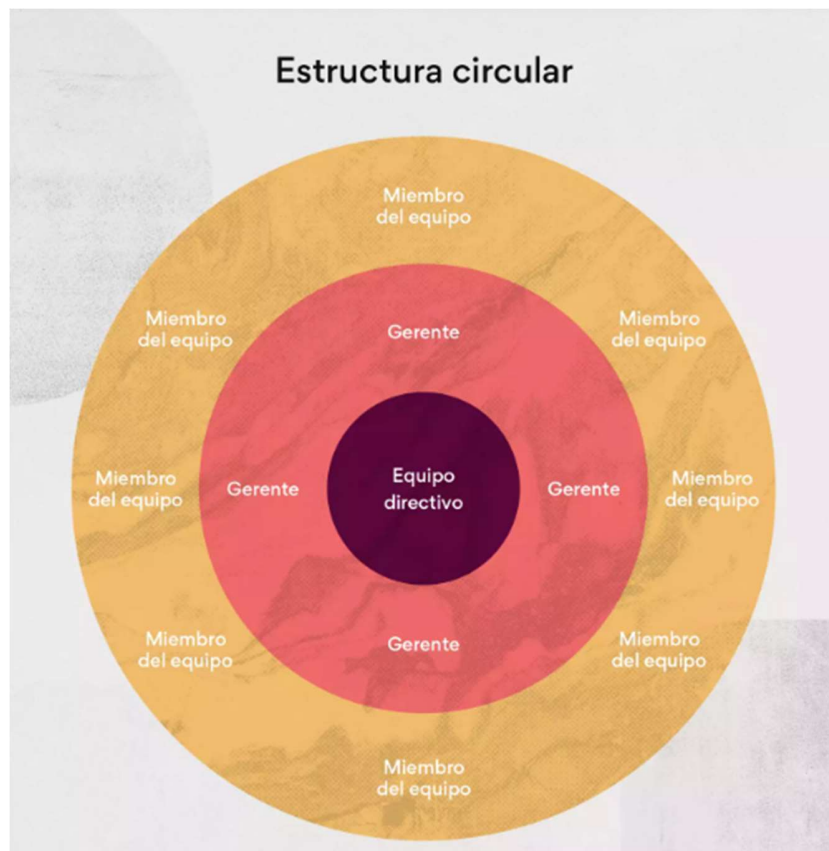 Estructura circular
Miembro
del equipo
Miembro
del equipo
Miembro
del equipo
Gerente
Miembro
del equipo
Gerente
Equipo
directivo
Gerente
Miembro
del equipo
Miembro
del equipo
Gerente
Miembro
del equipo
Miembro
del equipo